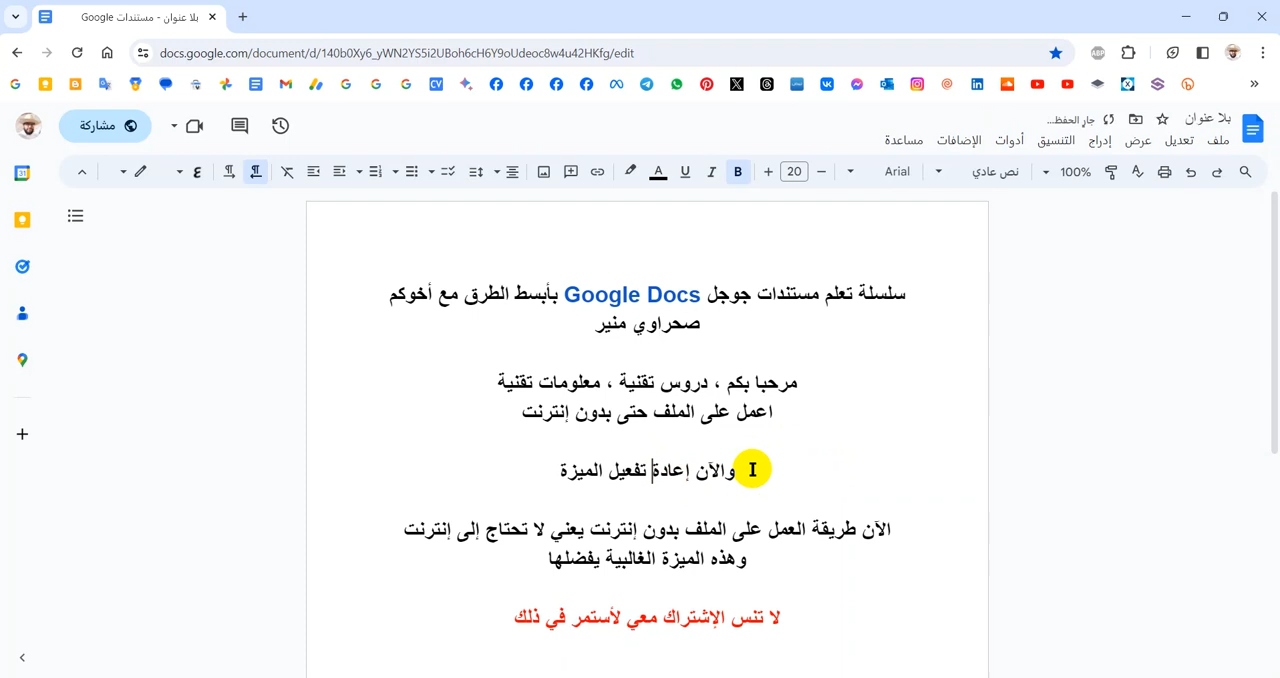 بلا عنوان - مستندات Google
docs.google.com/document/d/140b0Xy6_yWN2YS5i2UBoh6cH6Y9oUdeoc8w4u42HKfg/edit
بلا عنوان
جارٍ الحفظ...
مشاركة
ملف تعديل عرض إدراج التنسيق أدوات الإضافات مساعدة
100% نص عادي Arial 20
سلسلة تعلم مستندات جوجل Google Docs بأبسط الطرق مع أخوكم
صحراوي منير
مرحبا بكم ، دروس تقنية ، معلومات تقنية
اعمل على الملف حتى بدون إنترنت
والآن إعادة تفعيل الميزة
الآن طريقة العمل على الملف بدون إنترنت يعني لا تحتاج إلى إنترنت
وهذه الميزة الغالبية يفضلها
لا تنس الإشتراك معي لأستمر في ذلك